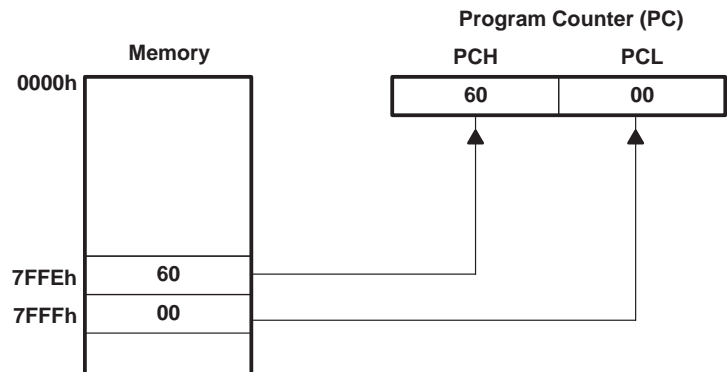 Program Counter (PC)
Memory
PCH PCL
0000h
60 00
7FFEh 60
7FFFh 00